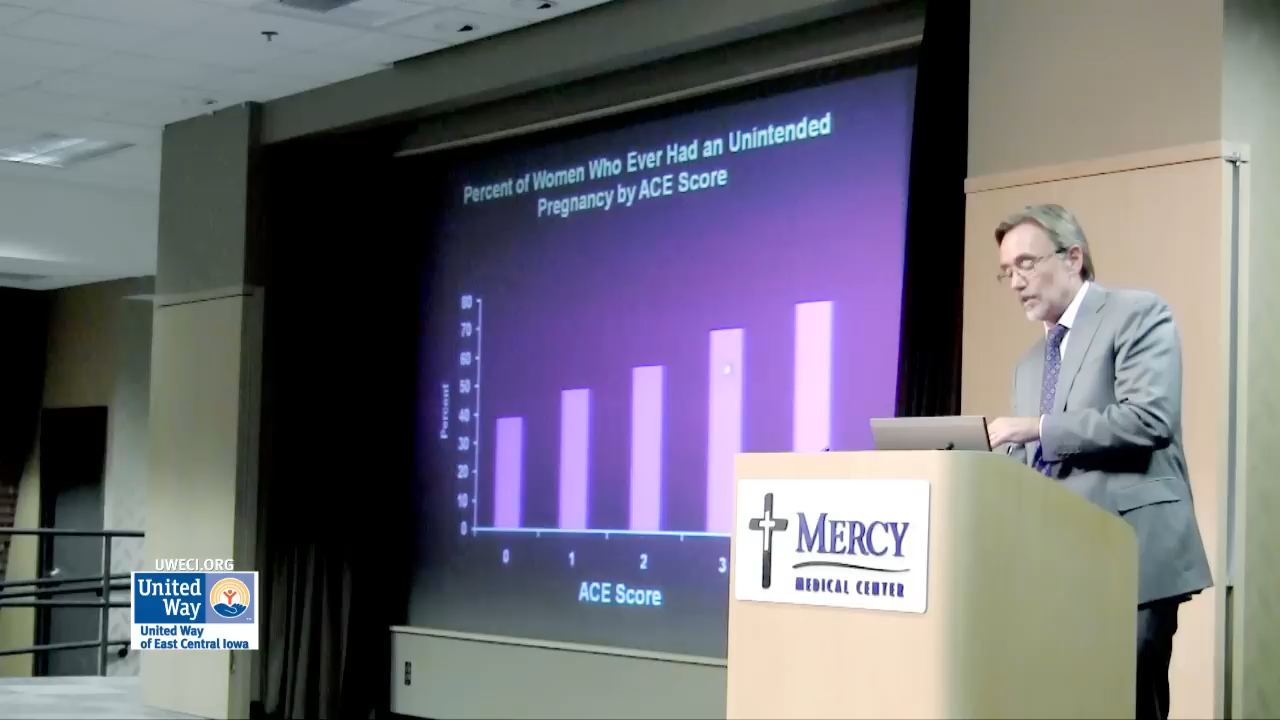 Percent of Women Who Ever Had an Unintended
Pregnancy by ACE Score
80
70
60
50
40
30
20
10
0
Percent
0 1 2 3
ACE Score
MERCY
MEDICAL CENTER
UWECI.ORG
United
Way
United Way
of East Central Iowa